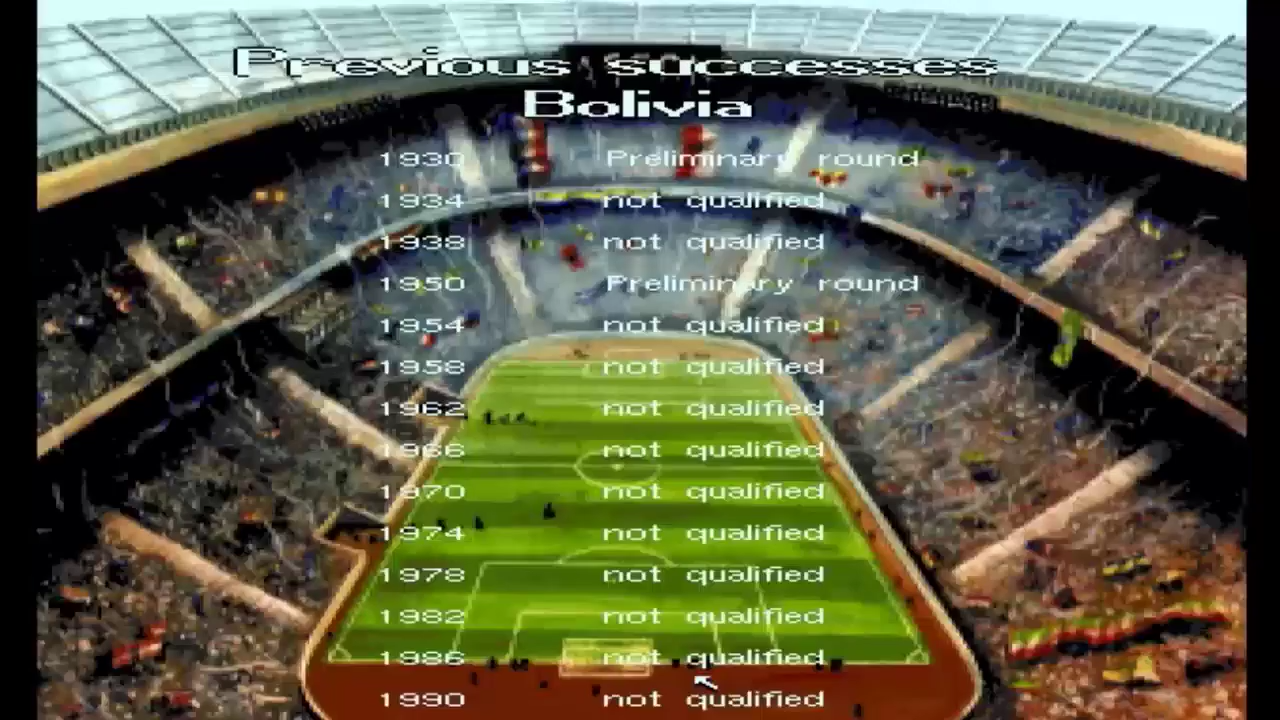 Previous successes
Bolivia
1930 Preliminary round
1934 not qualified
1938 not qualified
1950 Preliminary round
1954 not qualified
1958 not qualified
1962 not qualified
1966 not qualified
1970 not qualified
1974 not qualified
1978 not qualified
1982 not qualified
1986 not qualified
1990 not qualified